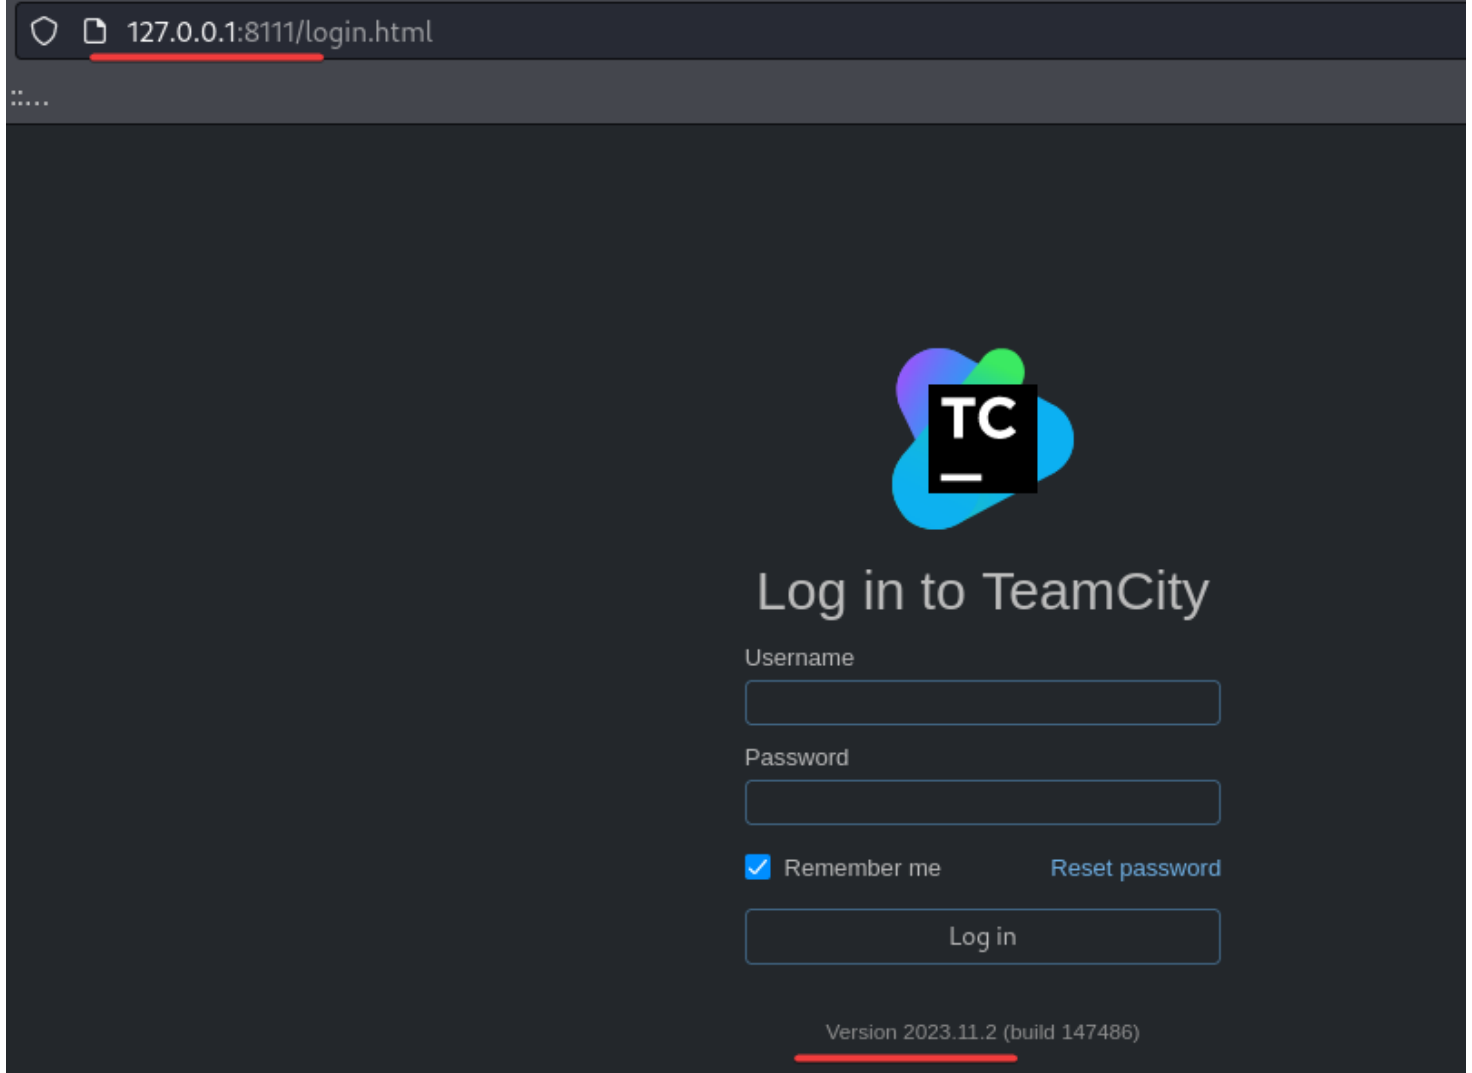 127.0.0.1:8111/login.html
::...
TC
Log in to TeamCity
Username
Password
Remember me Reset password
Log in
Version 2023.11.2 (build 147486)